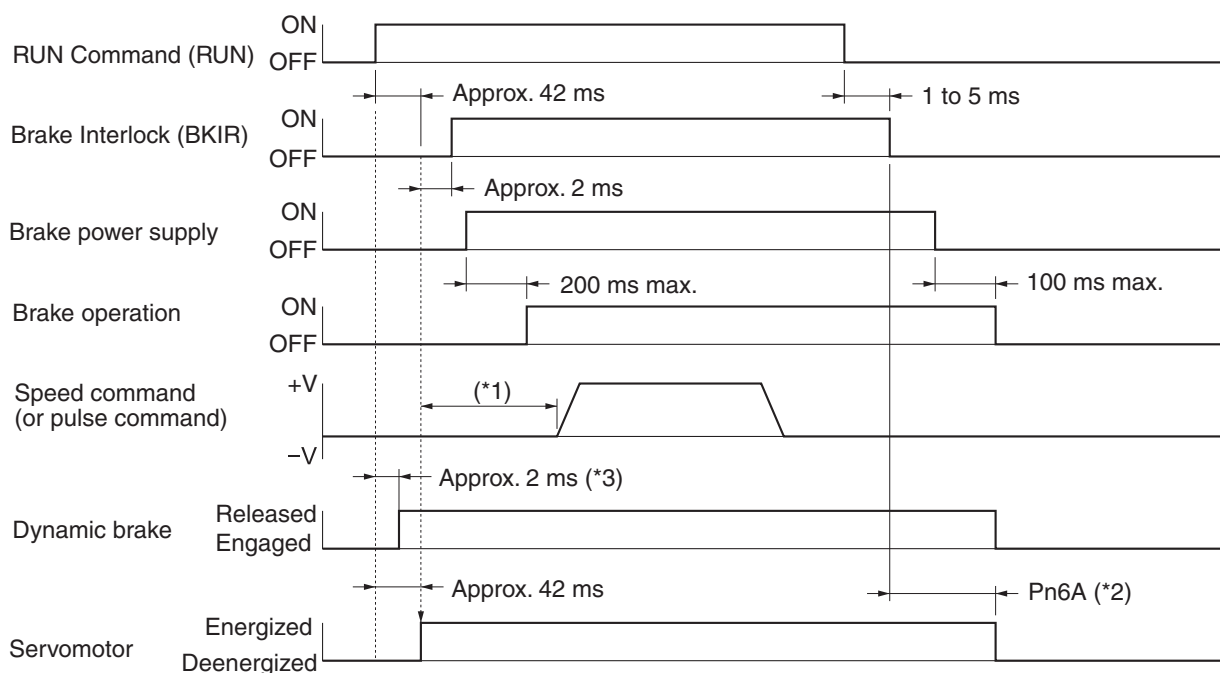 RUN Command (RUN)
ON
OFF
Approx. 42 ms
1 to 5 ms
Brake Interlock (BKIR)
ON
OFF
Approx. 2 ms
Brake power supply
ON
OFF
200 ms max.
100 ms max.
Brake operation
ON
OFF
Speed command
(or pulse command)
+V
(*1)
−V
Approx. 2 ms (*3)
Dynamic brake
Released
Engaged
Approx. 42 ms
Pn6A (*2)
Servomotor
Energized
Deenergized